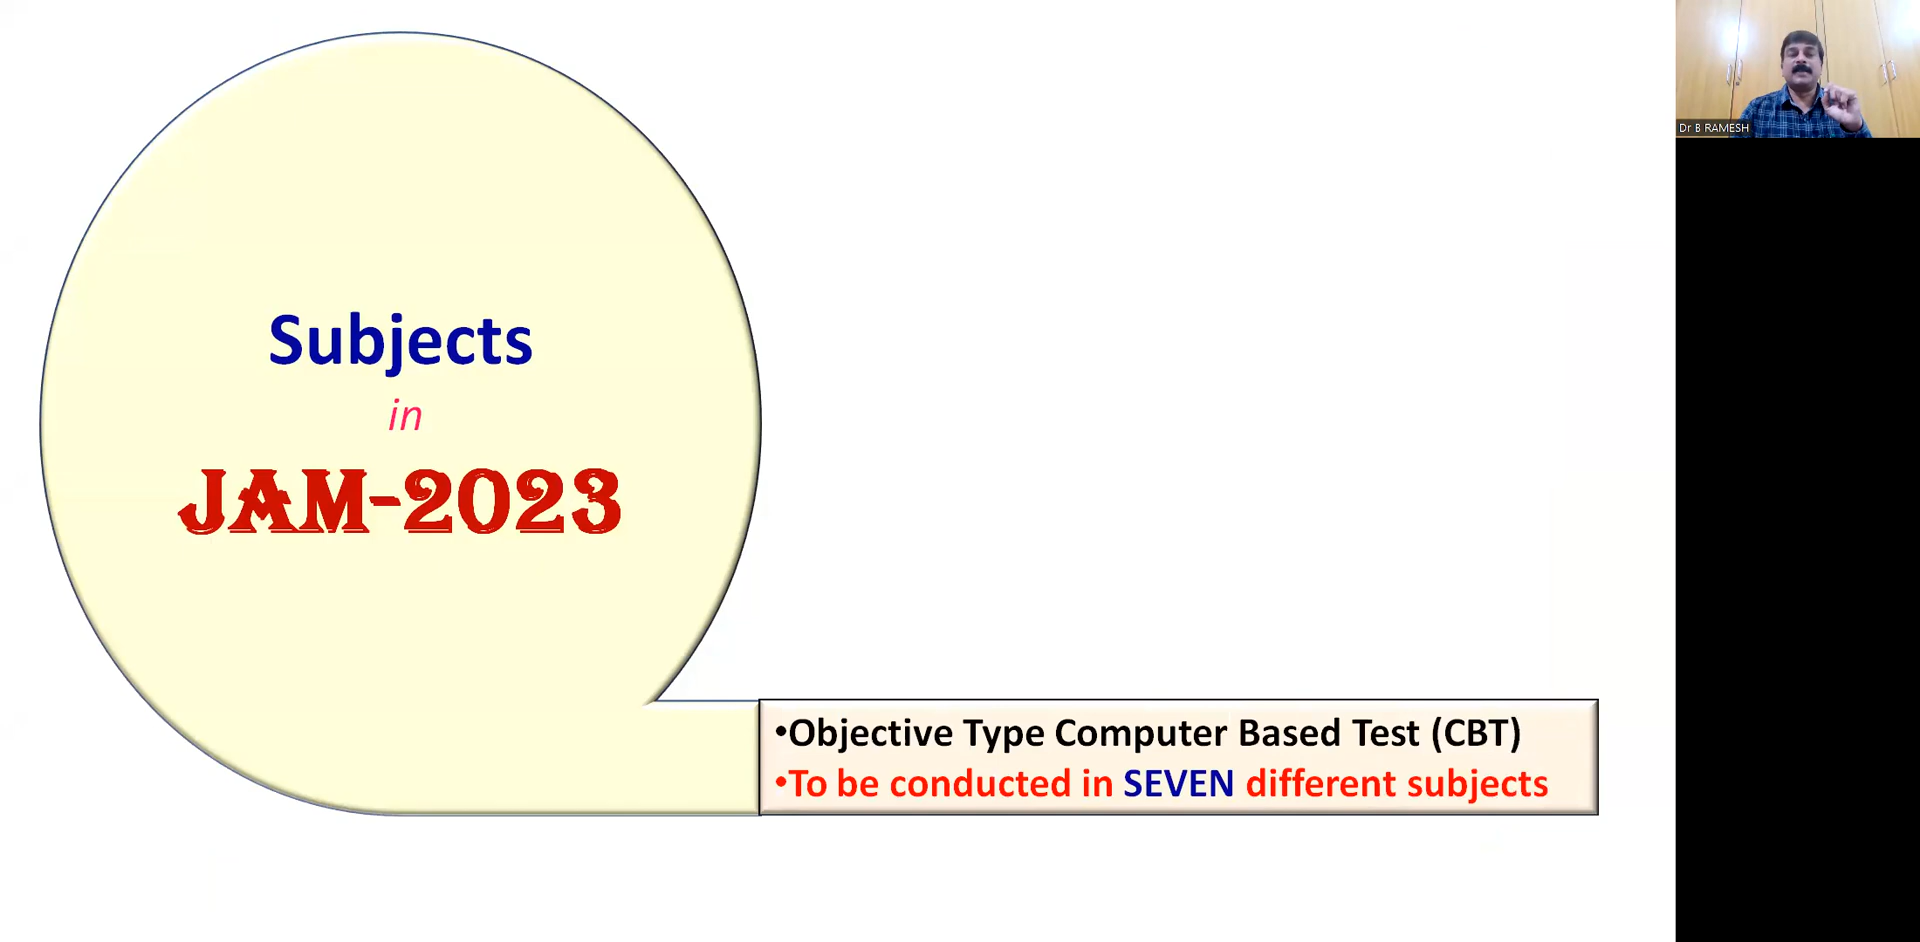 Subjects
in
JAM-2023
•Objective Type Computer Based Test (CBT)
•To be conducted in SEVEN different subjects
Dr B RAMESH